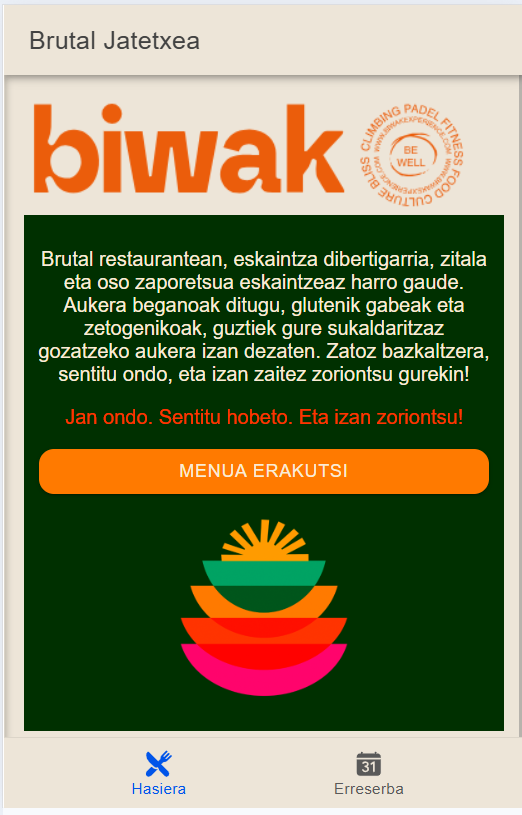 Brutal Jatetxea
biwak
CLIMBING PADEL FITNESS FOOD CULTURE BLISS
WWW.BIWAKEXPERIENCE.COM WWW.BIWAKEXPERIENCE.COM
BE
WELL
Brutal restaurantean, eskaintza dibertigarria, zitala
eta oso zaporetsua eskaintzeaz harro gaude.
Aukera beganoak ditugu, glutenik gabeak eta
zetogenikoak, guztiek gure sukaldaritzaz
gozatzeko aukera izan dezaten. Zatoz bazkaltzera,
sentitu ondo, eta izan zaitez zoriontsu gurekin!
Jan ondo. Sentitu hobeto. Eta izan zoriontsu!
MENUA ERAKUTSI
31
Hasiera
Erreserba